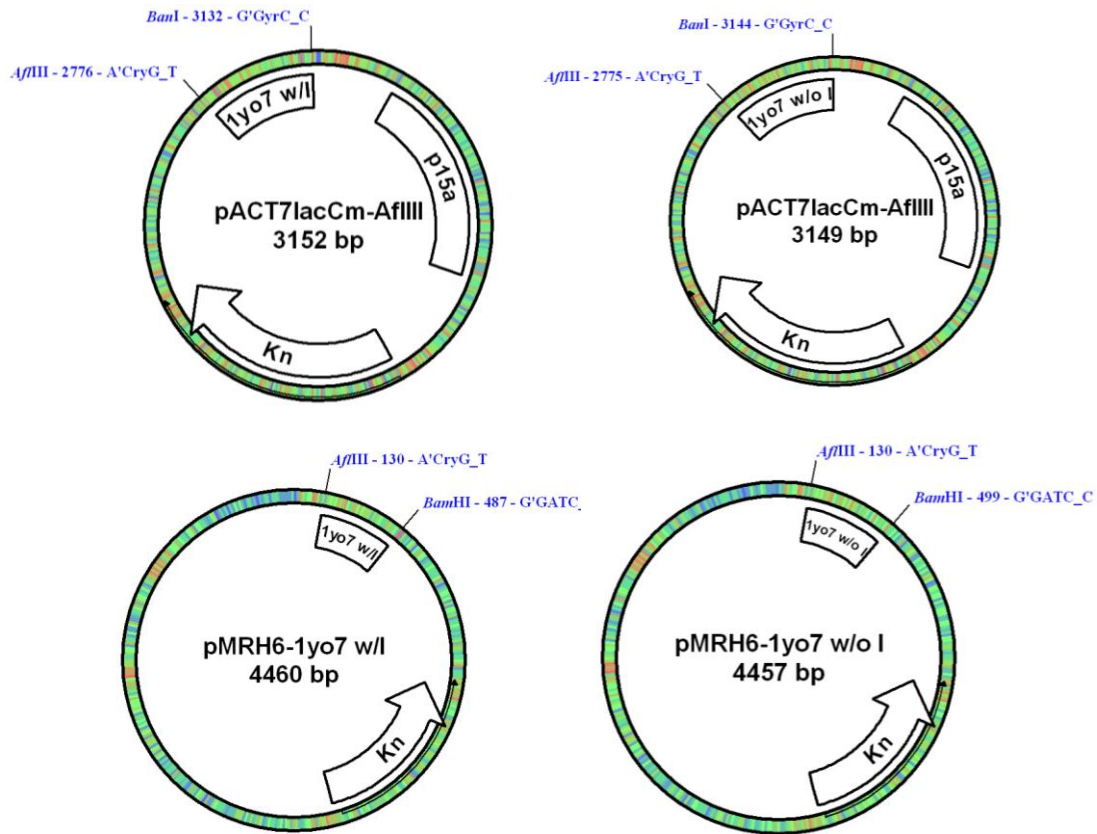 BanI - 3132 - G'GyrC_C
AflIII - 2776 - A'CryG_T
1yo7 w/I
p15a
pACT7lacCm-AflIII
3152 bp
Kn
BanI - 3144 - G'GyrC_C
AflIII - 2775 - A'CryG_T
1yo7 w/o I
p15a
pACT7lacCm-AflIII
3149 bp
Kn
AflIII - 130 - A'CryG_T
BamHI - 487 - G'GATC_
1yo7 w/I
pMRH6-1yo7 w/I
4460 bp
Kn
AflIII - 130 - A'CryG_T
BamHI - 499 - G'GATC_C
1yo7 w/o I
pMRH6-1yo7 w/o I
4457 bp
Kn